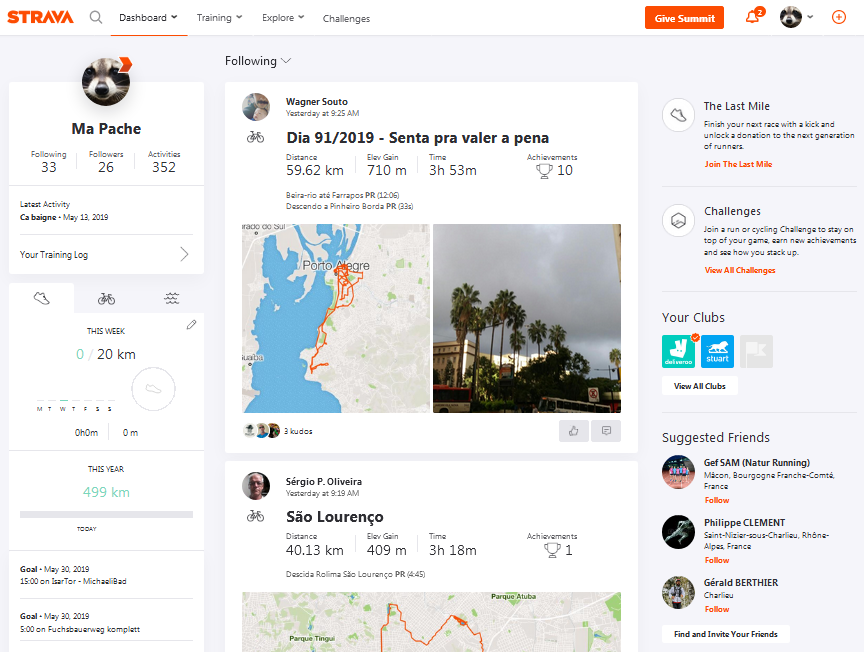 STRAVA
Dashboard
Training
Explore
Challenges
Give Summit
2
Ma Pache
Following
Followers
Activities
33
26
352
Latest Activity
Ca baigne • May 13, 2019
Your Training Log
THIS WEEK
0 / 20 km
M T W T F S S
0h0m
0 m
THIS YEAR
499 km
TODAY
Goal • May 30, 2019
15:00 on IsarTor - MichaeliBad
Goal • May 30, 2019
5:00 on Fuchsbauerweg komplett
Following
Wagner Souto
Yesterday at 9:25 AM
Dia 91/2019 - Senta pra valer a pena
Distance
Elev Gain
Time
Achievements
59.62 km
710 m
3h 53m
10
Beira-rio até Farrapos PR (12:06)
Descendo a Pinheiro Borda PR (33s)
orado do Sul
Porto Alegre
uaíba
3 kudos
Sérgio P. Oliveira
Yesterday at 9:19 AM
São Lourenço
Distance
Elev Gain
Time
Achievements
40.13 km
409 m
3h 18m
1
Descida Rolima São Lourenço PR (4:45)
Parque Atuba
Parque Tingui
The Last Mile
Finish your next race with a kick and
unlock a donation to the next generation
of runners.
Join The Last Mile
Challenges
Join a run or cycling Challenge to stay on
top of your game, earn new achievements
and see how you stack up.
View All Challenges
Your Clubs
deliveroo
stuart
View All Clubs
Suggested Friends
Gef SAM (Natur Running)
Mâcon, Bourgogne Franche-Comté,
France
Follow
Philippe CLEMENT
Saint-Nizier-sous-Charlieu, Rhône-
Alpes, France
Follow
Gérald BERTHIER
Charlieu
Follow
Find and Invite Your Friends